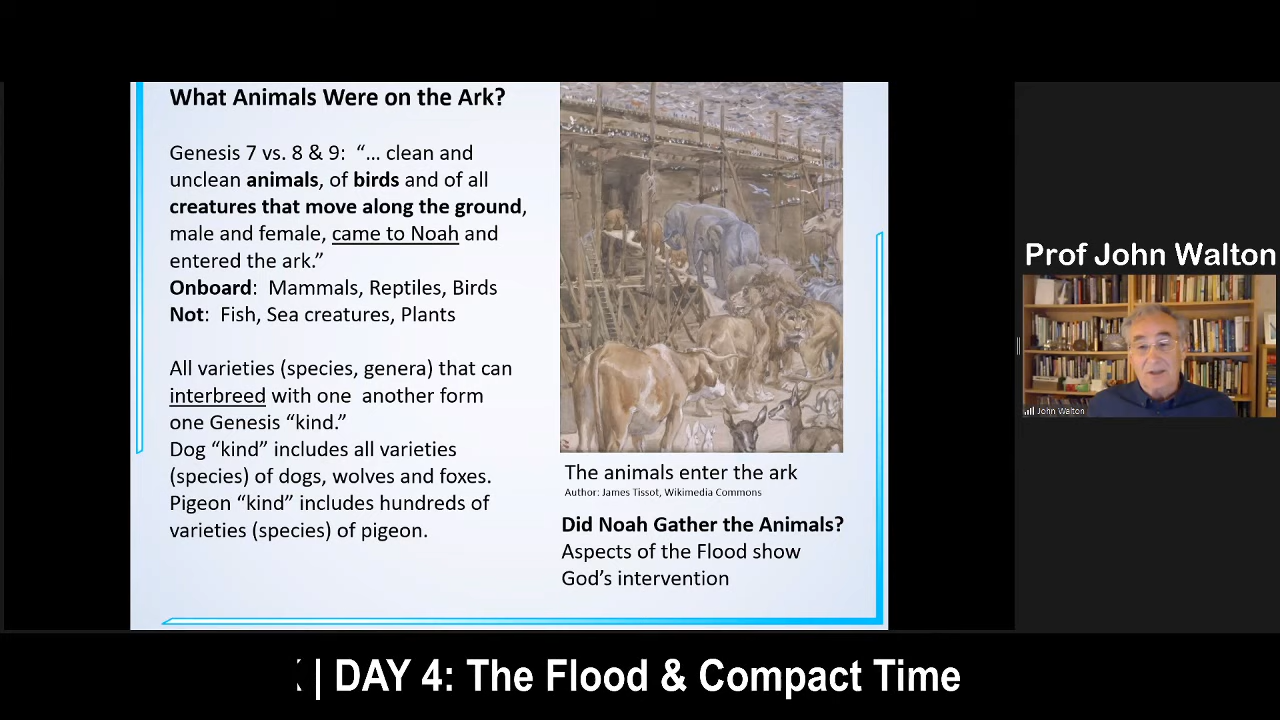 What Animals Were on the Ark?
Genesis 7 vs. 8 & 9: “… clean and
unclean animals, of birds and of all
creatures that move along the ground,
male and female, came to Noah and
entered the ark.”
Onboard: Mammals, Reptiles, Birds
Not: Fish, Sea creatures, Plants
All varieties (species, genera) that can
interbreed with one another form
one Genesis “kind.”
Dog “kind” includes all varieties
(species) of dogs, wolves and foxes.
Pigeon “kind” includes hundreds of
varieties (species) of pigeon.
The animals enter the ark
Author: James Tissot, Wikimedia Commons
Did Noah Gather the Animals?
Aspects of the Flood show
God’s intervention
Prof John Walton
John Walton
| DAY 4: The Flood & Compact Time